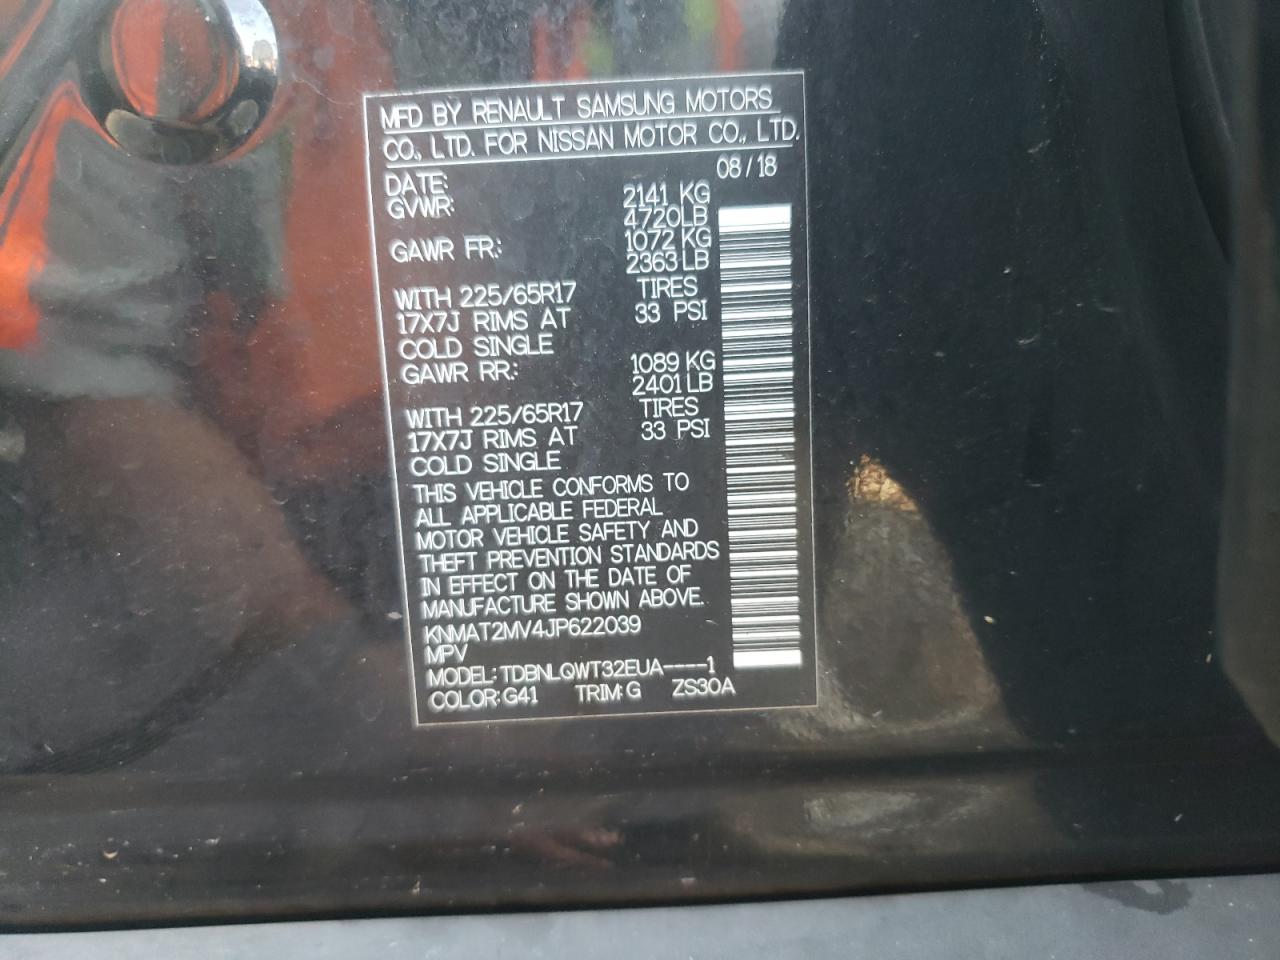 MFD BY RENAULT SAMSUNG MOTORS
CO., LTD. FOR NISSAN MOTOR CO., LTD.
DATE: 08/18
GVWR: 2141 KG
4720LB
GAWR FR: 1072 KG
2363 LB
WITH 225/65R17 TIRES
17X7J RIMS AT 33 PSI
COLD SINGLE
GAWR RR: 1089 KG
2401 LB
WITH 225/65R17 TIRES
17X7J RIMS AT 33 PSI
COLD SINGLE
THIS VEHICLE CONFORMS TO
ALL APPLICABLE FEDERAL
MOTOR VEHICLE SAFETY AND
THEFT PREVENTION STANDARDS
IN EFFECT ON THE DATE OF
MANUFACTURE SHOWN ABOVE.
KNMAT2MV4JP622039
MPV
MODEL: TDBNLQWT32EUA----1
COLOR: G41 TRIM: G ZS30A